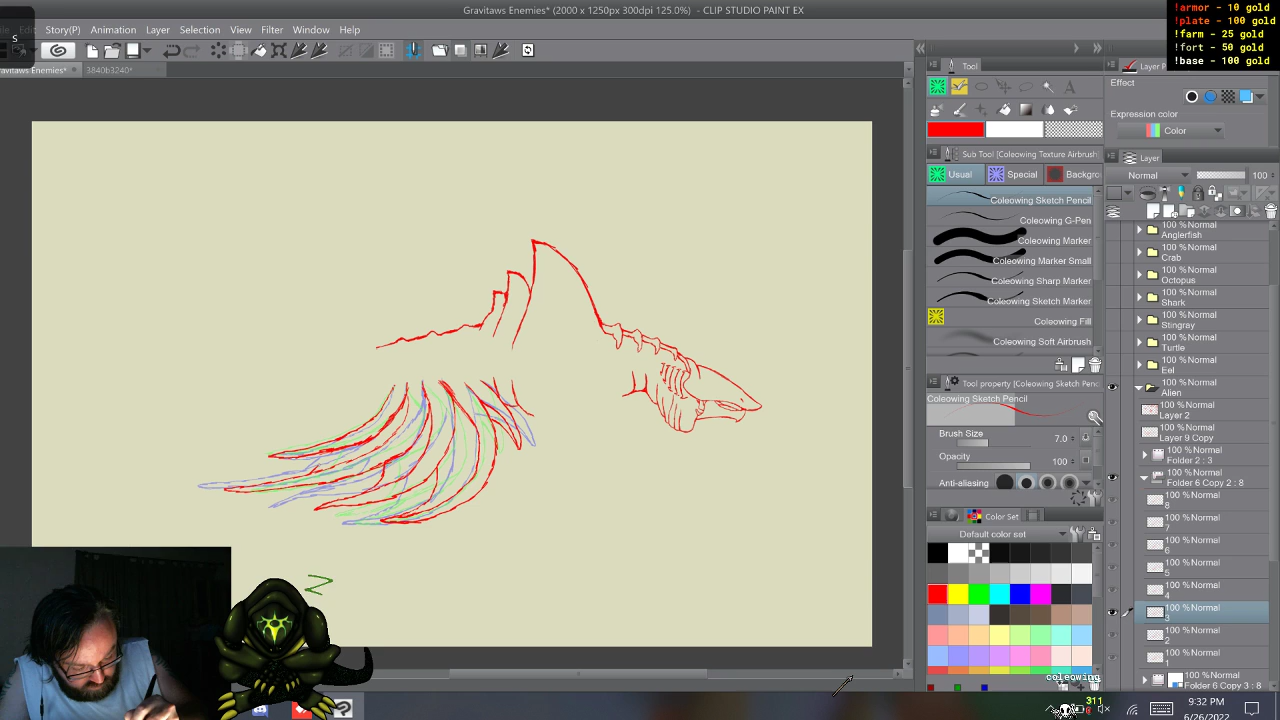 Gravitaws Enemies* (2000 x 1250px 300dpi 125.0%) - CLIP STUDIO PAINT EX
!armor - 10 gold
!plate - 100 gold
!farm - 25 gold
!fort - 50 gold
!base - 100 gold
S
Story(P) Animation Layer Selection View Filter Window Help
avitaws Enemies* 3840b3240*
Tool
Layer P
Effect
Expression color
Color
Sub Tool [Coleowing Texture Airbrush]
Layer
Usual Special Backgro
Normal 100
Coleowing Sketch Pencil
Coleowing G-Pen
Coleowing Marker
Coleowing Marker Small
Coleowing Sharp Marker
Coleowing Sketch Marker
Coleowing Fill
Coleowing Soft Airbrush
Tool property [Coleowing Sketch Penc
Coleowing Sketch Pencil
Brush Size 7.0
Opacity 100
Anti-aliasing
Color Set
Default color set
100 %Normal
Anglerfish
100 %Normal
Crab
100 %Normal
Octopus
100 %Normal
Shark
100 %Normal
Stingray
100 %Normal
Turtle
100 %Normal
Eel
100 %Normal
Alien
100 %Normal
Layer 2
100 %Normal
Layer 9 Copy
100 %Normal
Folder 2 : 3
100 %Normal
Folder 6 Copy 2 : 8
100 %Normal
8
100 %Normal
7
100 %Normal
6
100 %Normal
5
100 %Normal
4
100 %Normal
3
100 %Normal
2
100 %Normal
1
100 %Normal
Folder 6 Copy 3 : 8
coleowing
311
9:32 PM
6/26/2022